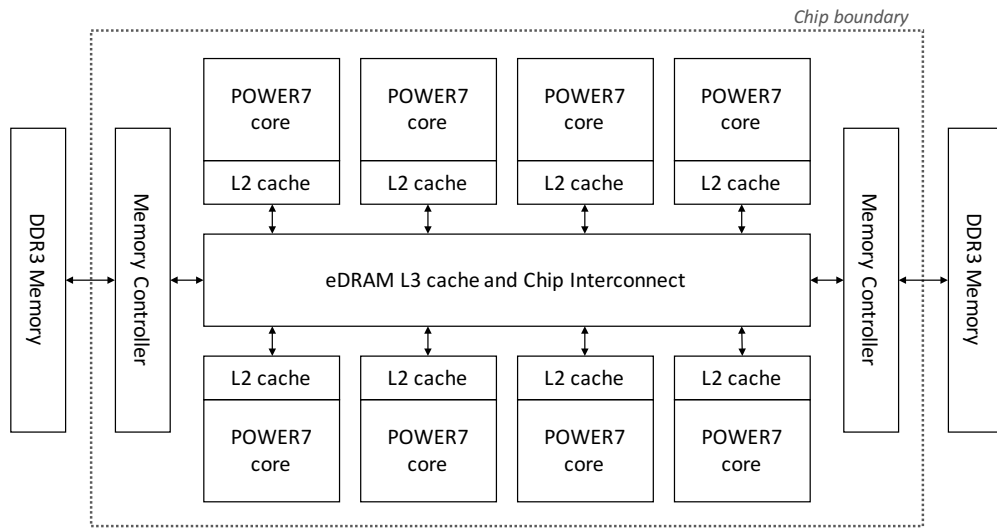 Chip boundary
POWER7
core
POWER7
core
POWER7
core
POWER7
core
L2 cache
L2 cache
L2 cache
L2 cache
DDR3 Memory
Memory Controller
eDRAM L3 cache and Chip Interconnect
Memory Controller
DDR3 Memory
L2 cache
L2 cache
L2 cache
L2 cache
POWER7
core
POWER7
core
POWER7
core
POWER7
core